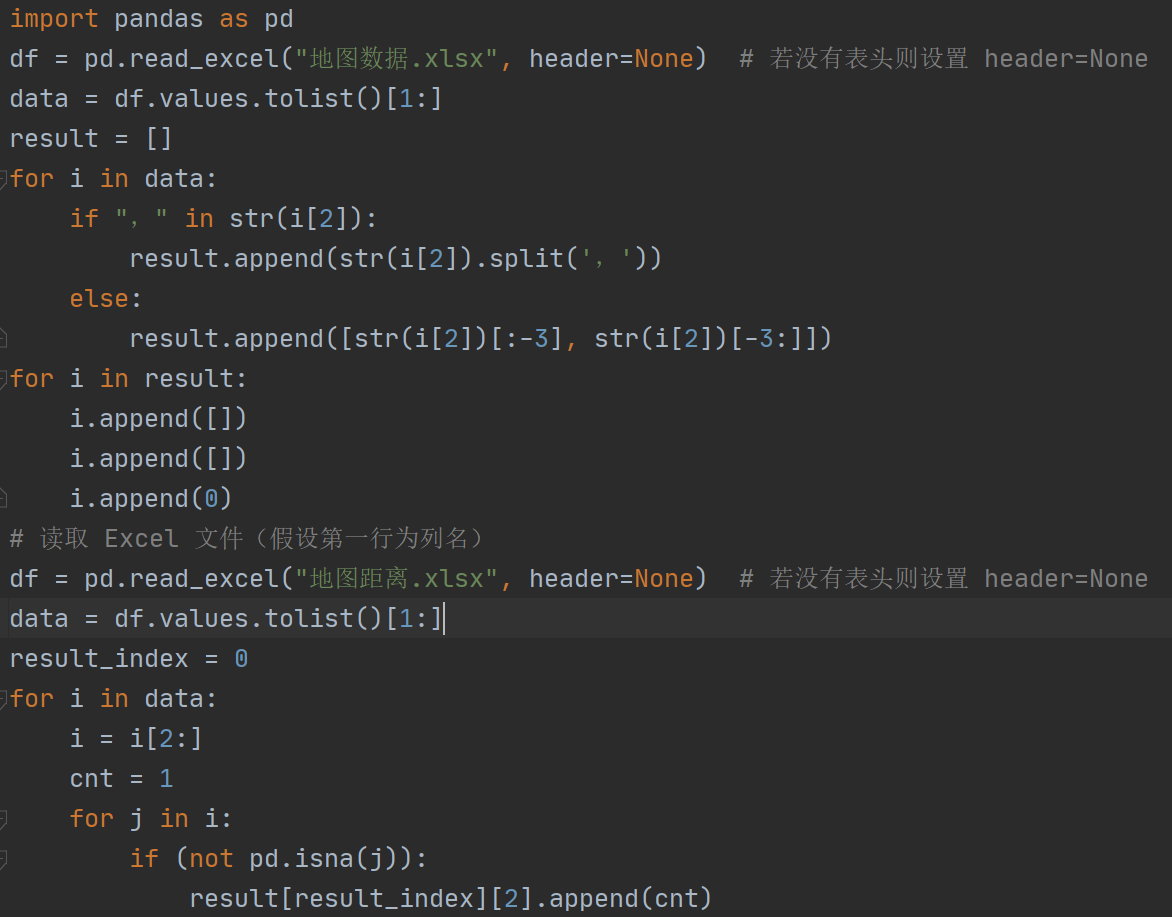 import pandas as pd
df = pd.read_excel("地图数据.xlsx", header=None)  # 若没有表头则设置 header=None
data = df.values.tolist()[1:]
result = []
for i in data:
    if "，" in str(i[2]):
        result.append(str(i[2]).split('，'))
    else:
        result.append([str(i[2])[:-3], str(i[2])[-3:]])
for i in result:
    i.append([])
    i.append([])
    i.append(0)
# 读取 Excel 文件（假设第一行为列名）
df = pd.read_excel("地图距离.xlsx", header=None)  # 若没有表头则设置 header=None
data = df.values.tolist()[1:]
result_index = 0
for i in data:
    i = i[2:]
    cnt = 1
    for j in i:
        if (not pd.isna(j)):
            result[result_index][2].append(cnt)